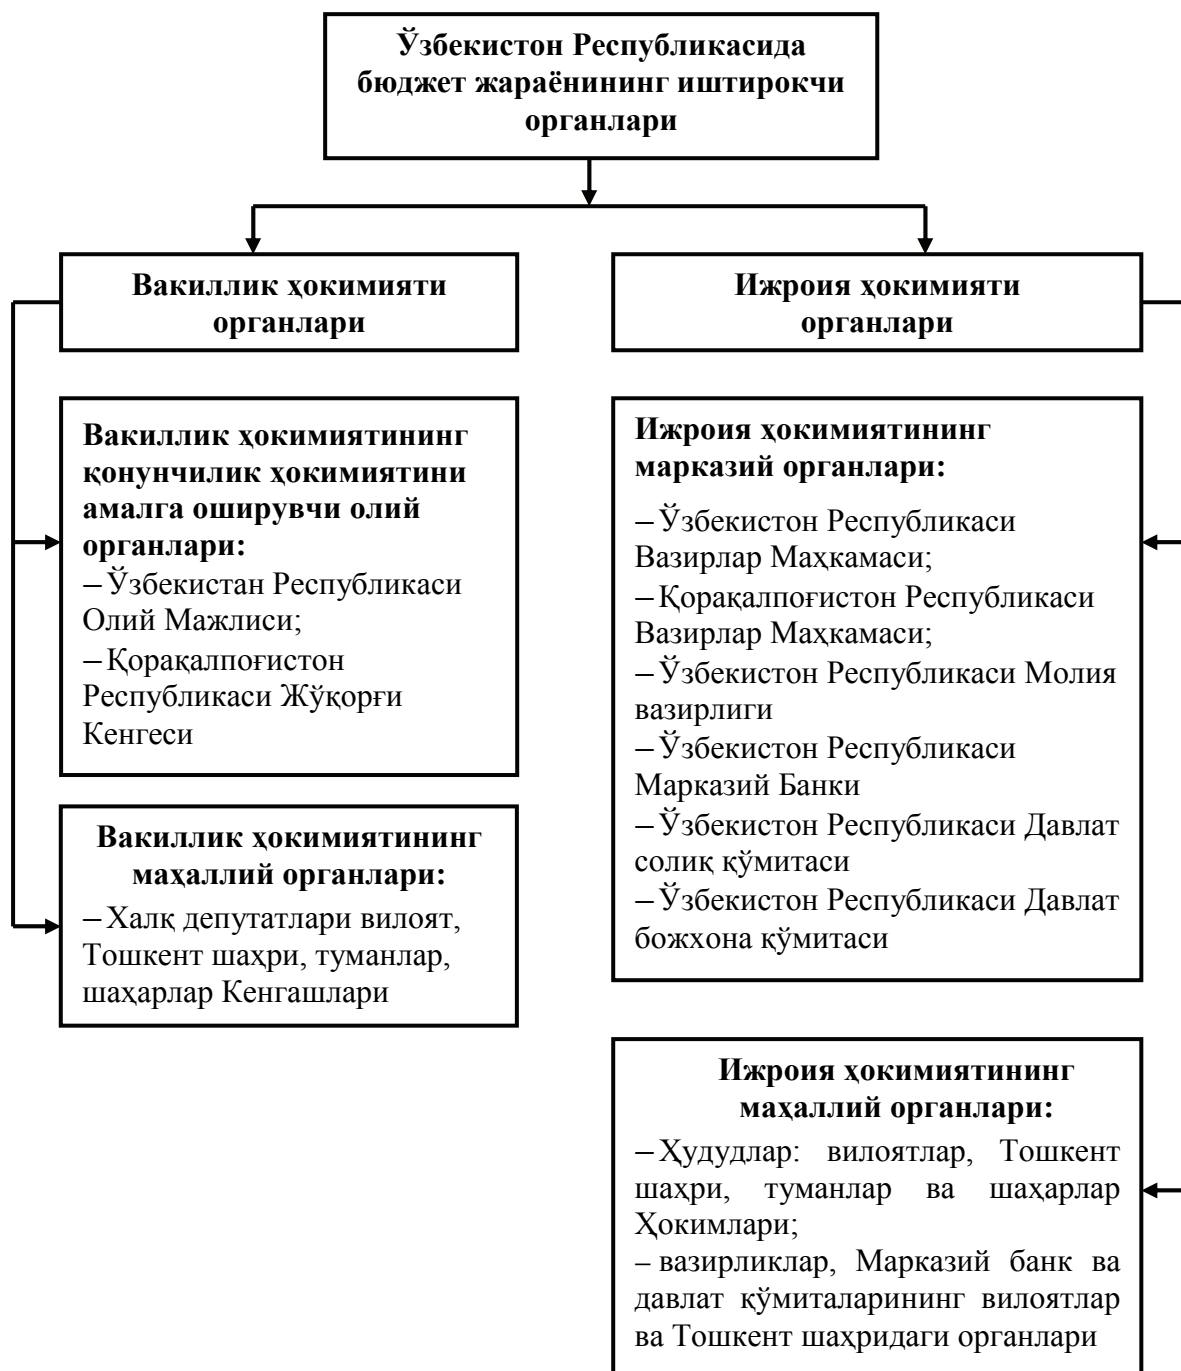 Ўзбекистон Республикасида
бюджет жараёнининг иштирокчи
органлари
Вакиллик ҳокимияти
органлари
Ижроия ҳокимияти
органлари
Вакиллик ҳокимиятининг
қонунчилик ҳокимиятини
амалга оширувчи олий
органлари:
– Ўзбекистан Республикаси
Олий Мажлиси;
– Қорақалпоғистон
Республикаси Жўқорғи
Кенгеси
Вакиллик ҳокимиятининг
маҳаллий органлари:
– Халқ депутатлари вилоят,
Тошкент шаҳри, туманлар,
шаҳарлар Кенгашлари
Ижроия ҳокимиятининг
марказий органлари:
– Ўзбекистон Республикаси
Вазирлар Маҳкамаси;
– Қорақалпоғистон Республикаси
Вазирлар Маҳкамаси;
– Ўзбекистон Республикаси Молия
вазирлиги
– Ўзбекистон Республикаси
Марказий Банки
– Ўзбекистон Республикаси Давлат
солиқ қўмитаси
– Ўзбекистон Республикаси Давлат
божхона қўмитаси
Ижроия ҳокимиятининг
маҳаллий органлари:
– Ҳудудлар: вилоятлар, Тошкент
шаҳри, туманлар ва шаҳарлар
Ҳокимлари;
– вазирликлар, Марказий банк ва
давлат қўмиталарининг вилоятлар
ва Тошкент шаҳридаги органлари